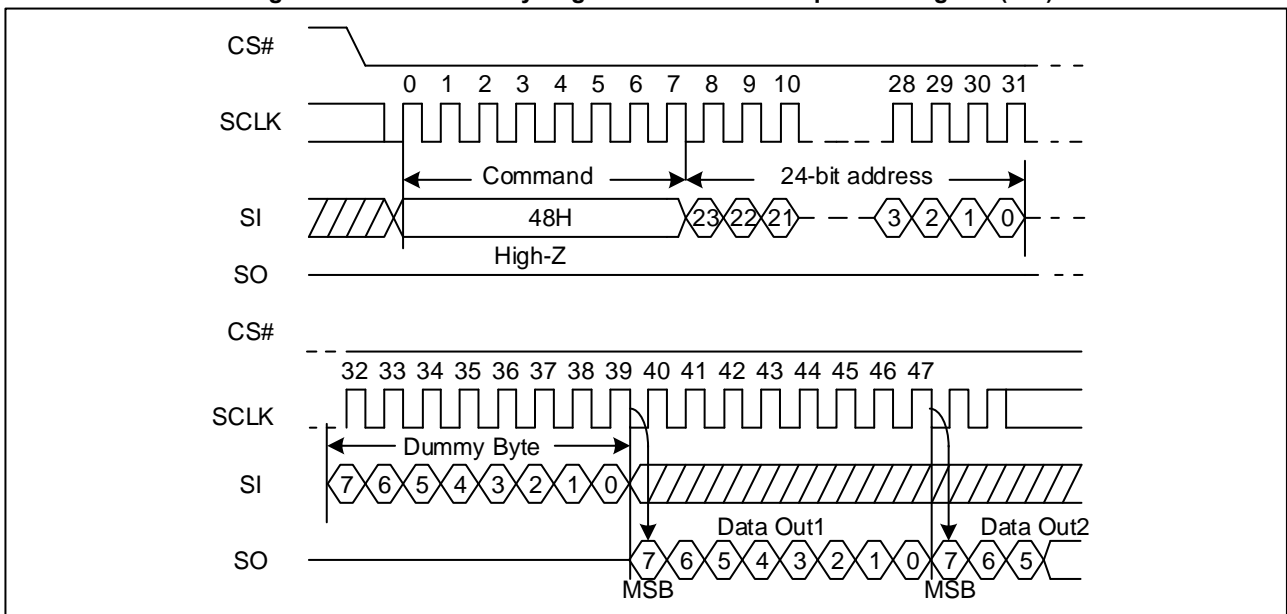 CS#
0 1 2 3 4 5 6 7 8 9 10 28 29 30 31
SCLK
Command 24-bit address
SI 48H 23 22 21 3 2 1 0
High-Z
SO
CS#
32 33 34 35 36 37 38 39 40 41 42 43 44 45 46 47
SCLK
Dummy Byte
SI 7 6 5 4 3 2 1 0
Data Out1 Data Out2
SO 7 6 5 4 3 2 1 0 7 6 5
MSB MSB